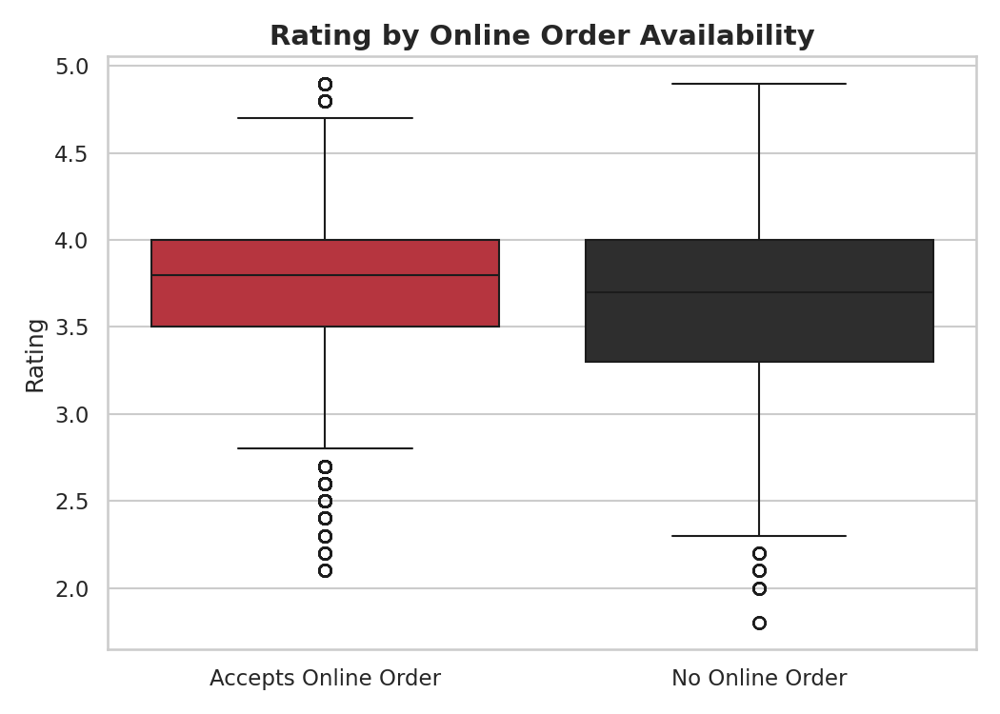 Rating by Online Order Availability
5.0
4.5
4.0
3.5
3.0
2.5
2.0
Rating
Accepts Online Order
No Online Order